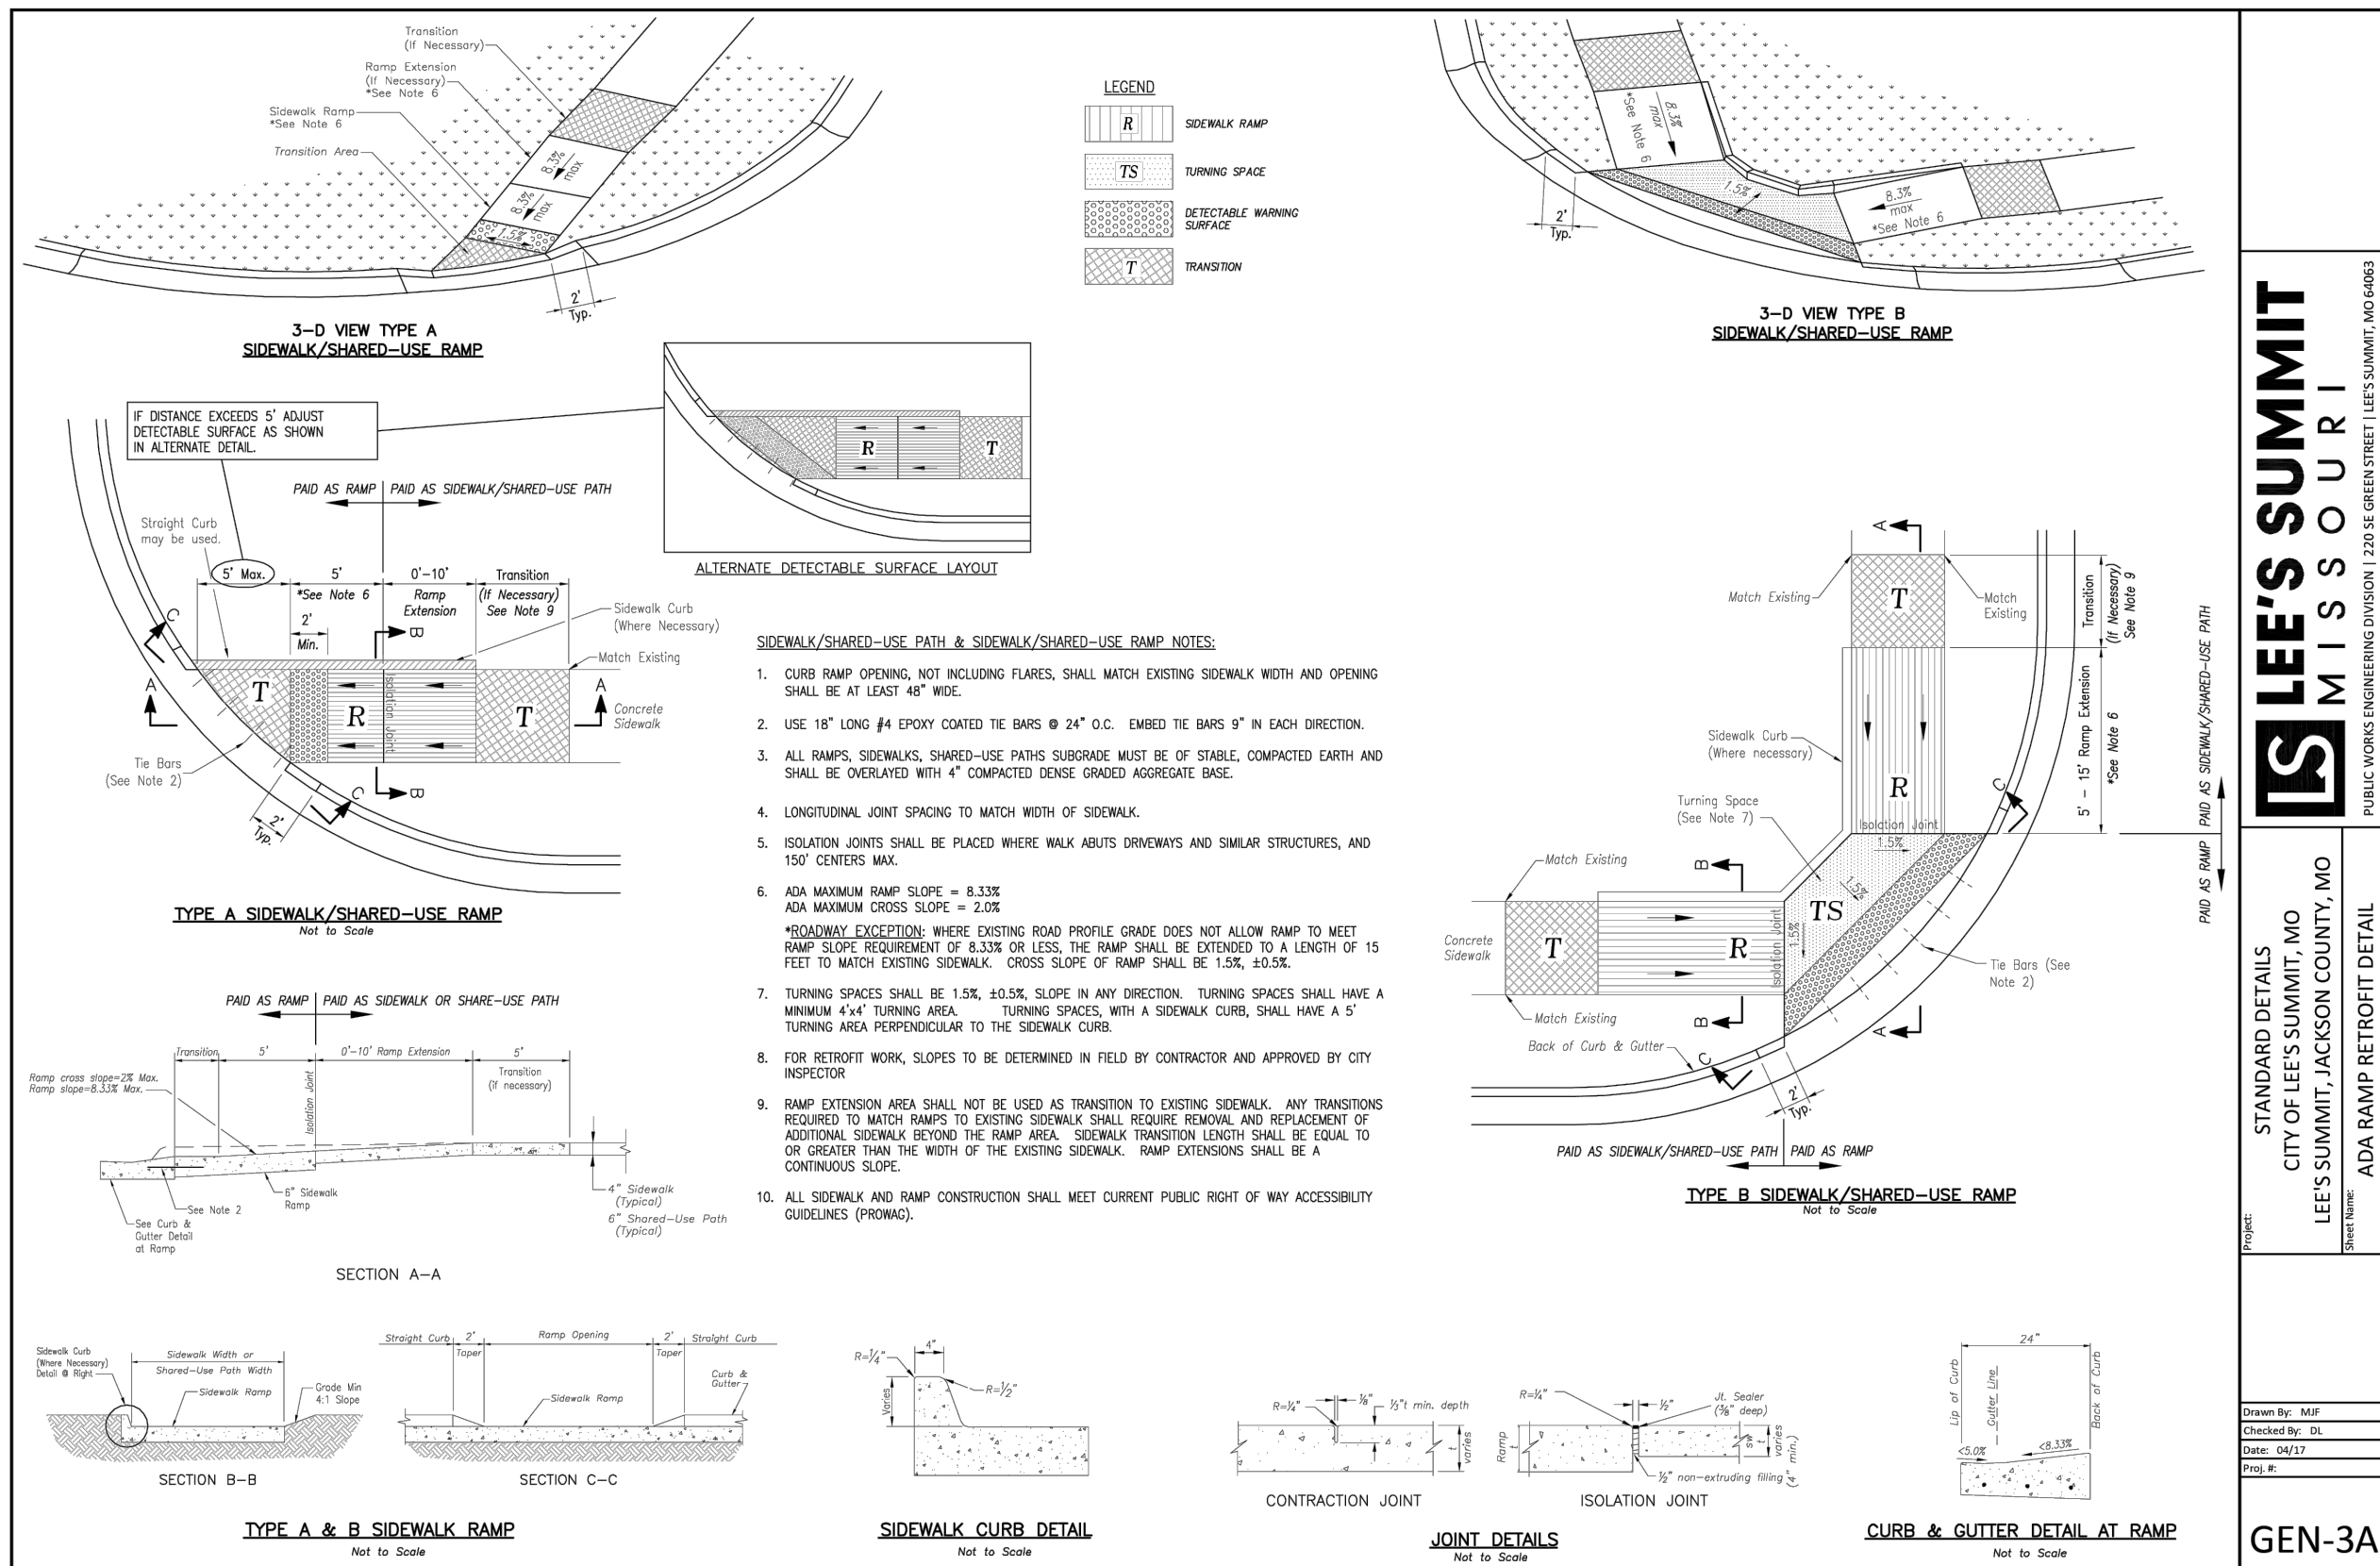 Transition
(If Necessary)
Ramp Extension
(If Necessary)
*See Note 6
Sidewalk Ramp
*See Note 6
Transition Area
8.3%
max
8.3%
max
1.5%
2'
Typ.
3-D VIEW TYPE A
SIDEWALK/SHARED-USE RAMP
LEGEND
R
SIDEWALK RAMP
TS
TURNING SPACE
DETECTABLE WARNING
SURFACE
T
TRANSITION
*See Note 6
8.3%
max
1.5%
8.3%
max
*See Note 6
2'
Typ.
3-D VIEW TYPE B
SIDEWALK/SHARED-USE RAMP
IF DISTANCE EXCEEDS 5' ADJUST
DETECTABLE SURFACE AS SHOWN
IN ALTERNATE DETAIL.
R
T
ALTERNATE DETECTABLE SURFACE LAYOUT
PAID AS RAMP
PAID AS SIDEWALK/SHARED-USE PATH
Straight Curb
may be used.
5' Max.
5'
*See Note 6
0'-10'
Ramp
Extension
Transition
(If Necessary)
See Note 9
2'
Min.
B
Sidewalk Curb
(Where Necessary)
Match Existing
C
A
T
R
Isolation Joint
T
A
Concrete
Sidewalk
Tie Bars
(See Note 2)
C
B
2'
Typ.
TYPE A SIDEWALK/SHARED-USE RAMP
Not to Scale
PAID AS RAMP
PAID AS SIDEWALK OR SHARE-USE PATH
Transition
5'
0'-10' Ramp Extension
5'
Transition
(if necessary)
Ramp cross slope=2% Max.
Ramp slope=8.33% Max.
Isolation Joint
See Note 2
6" Sidewalk
Ramp
See Curb &
Gutter Detail
at Ramp
4" Sidewalk
(Typical)
6" Shared-Use Path
(Typical)
SECTION A-A
SIDEWALK/SHARED-USE PATH & SIDEWALK/SHARED-USE RAMP NOTES:
1. CURB RAMP OPENING, NOT INCLUDING FLARES, SHALL MATCH EXISTING SIDEWALK WIDTH AND OPENING
SHALL BE AT LEAST 48" WIDE.
2. USE 18" LONG #4 EPOXY COATED TIE BARS @ 24" O.C. EMBED TIE BARS 9" IN EACH DIRECTION.
3. ALL RAMPS, SIDEWALKS, SHARED-USE PATHS SUBGRADE MUST BE OF STABLE, COMPACTED EARTH AND
SHALL BE OVERLAYED WITH 4" COMPACTED DENSE GRADED AGGREGATE BASE.
4. LONGITUDINAL JOINT SPACING TO MATCH WIDTH OF SIDEWALK.
5. ISOLATION JOINTS SHALL BE PLACED WHERE WALK ABUTS DRIVEWAYS AND SIMILAR STRUCTURES, AND
150' CENTERS MAX.
6. ADA MAXIMUM RAMP SLOPE = 8.33%
ADA MAXIMUM CROSS SLOPE = 2.0%
*ROADWAY EXCEPTION: WHERE EXISTING ROAD PROFILE GRADE DOES NOT ALLOW RAMP TO MEET
RAMP SLOPE REQUIREMENT OF 8.33% OR LESS, THE RAMP SHALL BE EXTENDED TO A LENGTH OF 15
FEET TO MATCH EXISTING SIDEWALK. CROSS SLOPE OF RAMP SHALL BE 1.5%, ±0.5%.
7. TURNING SPACES SHALL BE 1.5%, ±0.5%, SLOPE IN ANY DIRECTION. TURNING SPACES SHALL HAVE A
MINIMUM 4'x4' TURNING AREA. TURNING SPACES, WITH A SIDEWALK CURB, SHALL HAVE A 5'
TURNING AREA PERPENDICULAR TO THE SIDEWALK CURB.
8. FOR RETROFIT WORK, SLOPES TO BE DETERMINED IN FIELD BY CONTRACTOR AND APPROVED BY CITY
INSPECTOR
9. RAMP EXTENSION AREA SHALL NOT BE USED AS TRANSITION TO EXISTING SIDEWALK. ANY TRANSITIONS
REQUIRED TO MATCH RAMPS TO EXISTING SIDEWALK SHALL REQUIRE REMOVAL AND REPLACEMENT OF
ADDITIONAL SIDEWALK BEYOND THE RAMP AREA. SIDEWALK TRANSITION LENGTH SHALL BE EQUAL TO
OR GREATER THAN THE WIDTH OF THE EXISTING SIDEWALK. RAMP EXTENSIONS SHALL BE A
CONTINUOUS SLOPE.
10. ALL SIDEWALK AND RAMP CONSTRUCTION SHALL MEET CURRENT PUBLIC RIGHT OF WAY ACCESSIBILITY
GUIDELINES (PROWAG).
A
Match Existing
T
Match
Existing
Transition
(If Necessary)
See Note 9
5' - 15' Ramp Extension
*See Note 6
PAID AS RAMP
PAID AS SIDEWALK/SHARED-USE PATH
Sidewalk Curb
(Where necessary)
R
Turning Space
(See Note 7)
Isolation Joint
1.5%
C
Match Existing
B
1.5%
TS
1.5%
Isolation Joint
Concrete
Sidewalk
T
R
Tie Bars (See
Note 2)
Match Existing
B
A
Back of Curb & Gutter
C
2'
Typ.
PAID AS SIDEWALK/SHARED-USE PATH
PAID AS RAMP
TYPE B SIDEWALK/SHARED-USE RAMP
Not to Scale
Sidewalk Curb
(Where Necessary)
Detail @ Right
Sidewalk Width or
Shared-Use Path Width
Sidewalk Ramp
Grade Min
4:1 Slope
SECTION B-B
Straight Curb
2'
Taper
Ramp Opening
2'
Taper
Straight Curb
Curb &
Gutter
Sidewalk Ramp
SECTION C-C
TYPE A & B SIDEWALK RAMP
Not to Scale
4"
R=1/4"
R=1/2"
Varies
SIDEWALK CURB DETAIL
Not to Scale
R=1/4"
1/8"
1/3"t min. depth
t
varies
CONTRACTION JOINT
R=1/4"
1/2"
Jt. Sealer
Ramp
t
sw
t
varies
(4" min.)
1/2" non-extruding filling
ISOLATION JOINT
JOINT DETAILS
Not to Scale
24"
Lip of Curb
Gutter Line
Back of Curb
<5.0%
<8.33%
CURB & GUTTER DETAIL AT RAMP
Not to Scale
LS LEE'S SUMMIT
MISSOURI
PUBLIC WORKS ENGINEERING DIVISION | 220 SE GREEN STREET | LEE'S SUMMIT, MO 64063
Project:
STANDARD DETAILS
CITY OF LEE'S SUMMIT, MO
LEE'S SUMMIT, JACKSON COUNTY, MO
Sheet Name:
ADA RAMP RETROFIT DETAIL
Drawn By: MJF
Checked By: DL
Date: 04/17
Proj. #:
GEN-3A